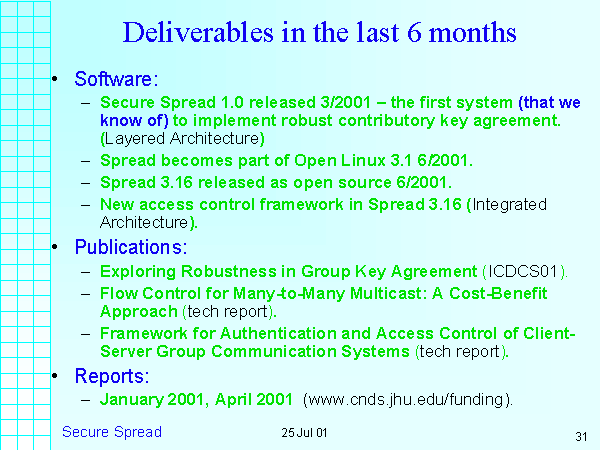 Deliverables in the last 6 months
• Software:
– Secure Spread 1.0 released 3/2001 – the first system (that we
know of) to implement robust contributory key agreement.
(Layered Architecture)
– Spread becomes part of Open Linux 3.1 6/2001.
– Spread 3.16 released as open source 6/2001.
– New access control framework in Spread 3.16 (Integrated
Architecture).
• Publications:
– Exploring Robustness in Group Key Agreement (ICDCS01).
– Flow Control for Many-to-Many Multicast: A Cost-Benefit
Approach (tech report).
– Framework for Authentication and Access Control of Client-
Server Group Communication Systems (tech report).
• Reports:
– January 2001, April 2001 (www.cnds.jhu.edu/funding).
Secure Spread 25 Jul 01 31